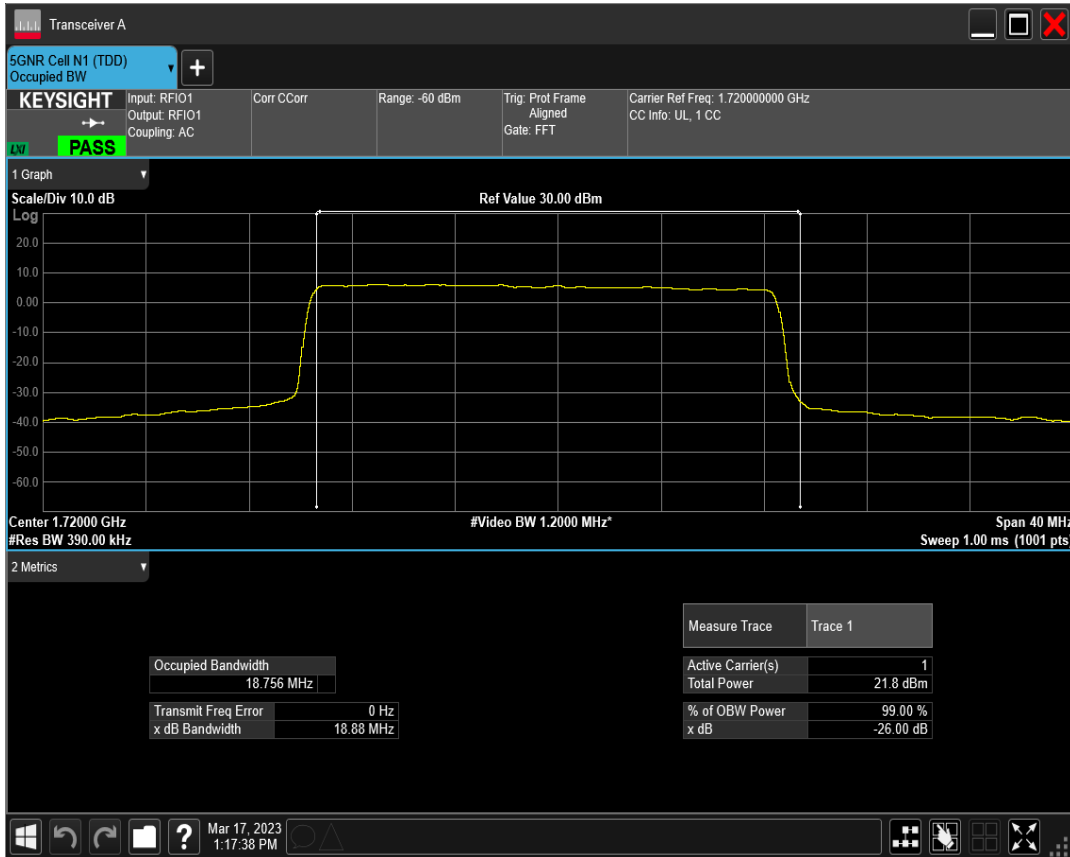 Transceiver A
5GNR Cell N1 (TDD)
Occupied BW
+
KEYSIGHT
LXI
PASS
Input: RFIO1
Output: RFIO1
Coupling: AC
Corr CCorr
Range: -60 dBm
Trig: Prot Frame
Aligned
Gate: FFT
Carrier Ref Freq: 1.720000000 GHz
CC Info: UL, 1 CC
1 Graph
Scale/Div 10.0 dB
Ref Value 30.00 dBm
Log
20.0
10.0
0.00
-10.0
-20.0
-30.0
-40.0
-50.0
-60.0
Center 1.72000 GHz
#Video BW 1.2000 MHz*
Span 40 MHz
#Res BW 390.00 kHz
Sweep 1.00 ms (1001 pts)
2 Metrics
Measure Trace Trace 1
Occupied Bandwidth
18.756 MHz
Active Carrier(s) 1
Total Power 21.8 dBm
Transmit Freq Error 0 Hz
x dB Bandwidth 18.88 MHz
% of OBW Power 99.00 %
x dB -26.00 dB
?
Mar 17, 2023
1:17:38 PM